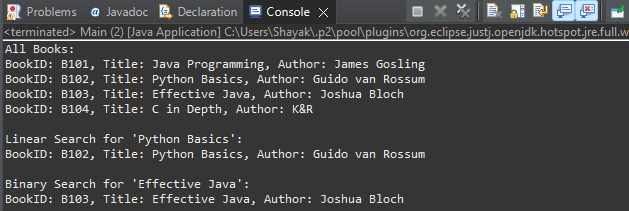 Problems @ Javadoc Declaration Console ×
<terminated> Main (2) [Java Application] C:\Users\Shayak\.p2\pool\plugins\org.eclipse.justj.openjdk.hotspot.jre.full.w
All Books:
BookID: B101, Title: Java Programming, Author: James Gosling
BookID: B102, Title: Python Basics, Author: Guido van Rossum
BookID: B103, Title: Effective Java, Author: Joshua Bloch
BookID: B104, Title: C in Depth, Author: K&R
Linear Search for 'Python Basics':
BookID: B102, Title: Python Basics, Author: Guido van Rossum
Binary Search for 'Effective Java':
BookID: B103, Title: Effective Java, Author: Joshua Bloch